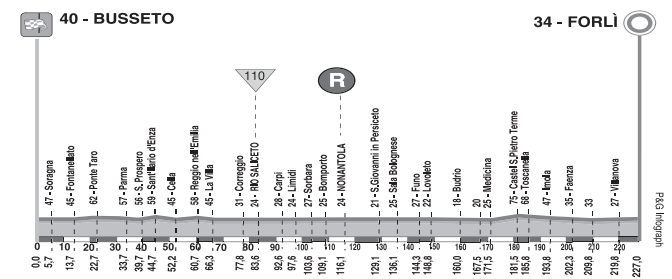 40 - BUSSETO
34 - FORLÌ
110
R
47 - Soragna
45 - Fontanellato
62 - Ponte Taro
57 - Parma
56 - S. Prospero
59 - Sant'Ilario d'Enza
45 - Cella
58 - Reggio nell'Emilia
45 - La Villa
31 - Correggio
24 - RIO SALICETO
28 - Carpi
24 - Limidi
27 - Sorbara
25 - Bomporto
24 - NONANTOLA
21 - S.Giovanni in Persiceto
25 - Sala Bolognese
27 - Funo
22 - Lovoleto
18 - Budrio
20
25 - Medicina
75 - Castel S.Pietro Terme
68 - Toscanella
47 - Imola
35 - Faenza
33
27 - Villanova
0 10 20 30 40 50 60 70 80 90 100 110 120 130 140 150 160 170 180 190 200 210 220
0,0
5,7
13,7
22,7
33,7
39,7
44,7
52,2
60,7
66,3
77,8
83,6
92,6
97,6
103,6
109,1
116,1
129,1
136,1
144,3
148,8
160,0
167,5
171,5
181,5
185,8
193,8
202,3
209,8
219,8
227,0
P&G Infograph